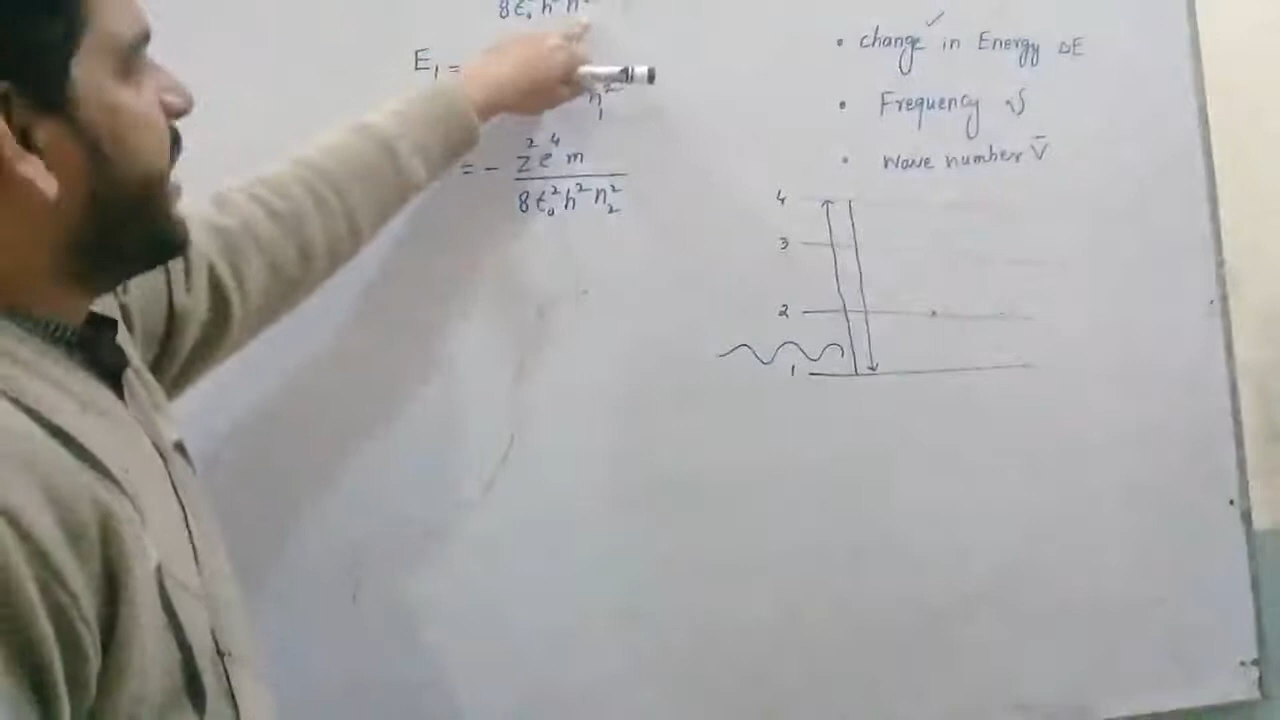 8ε₀²h²n²
E₁ =
n₁²
= - Z²e⁴m
8ε₀²h²n₂²
• change ✓ in Energy ΔE
• Frequency υ
• wave number V̄
4
3
2
1